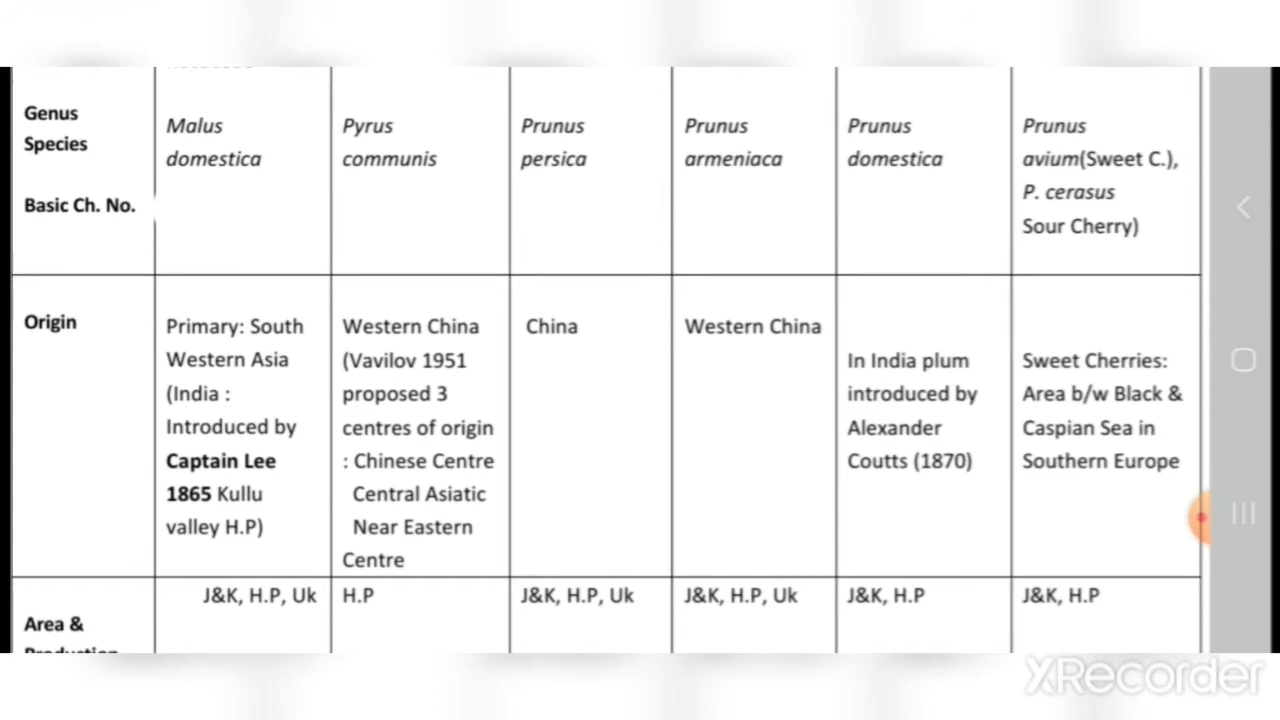 Genus
Species
Basic Ch. No.
Malus
domestica
Pyrus
communis
Prunus
persica
Prunus
armeniaca
Prunus
domestica
Prunus
avium(Sweet C.),
P. cerasus
Sour Cherry)
Origin
Primary: South
Western Asia
(India :
Introduced by
Captain Lee
1865 Kullu
valley H.P)
Western China
(Vavilov 1951
proposed 3
centres of origin
: Chinese Centre
Central Asiatic
Near Eastern
Centre
China
Western China
In India plum
introduced by
Alexander
Coutts (1870)
Sweet Cherries:
Area b/w Black &
Caspian Sea in
Southern Europe
Area &
Production
J&K, H.P, Uk
H.P
J&K, H.P, Uk
J&K, H.P, Uk
J&K, H.P
J&K, H.P
XRecorder